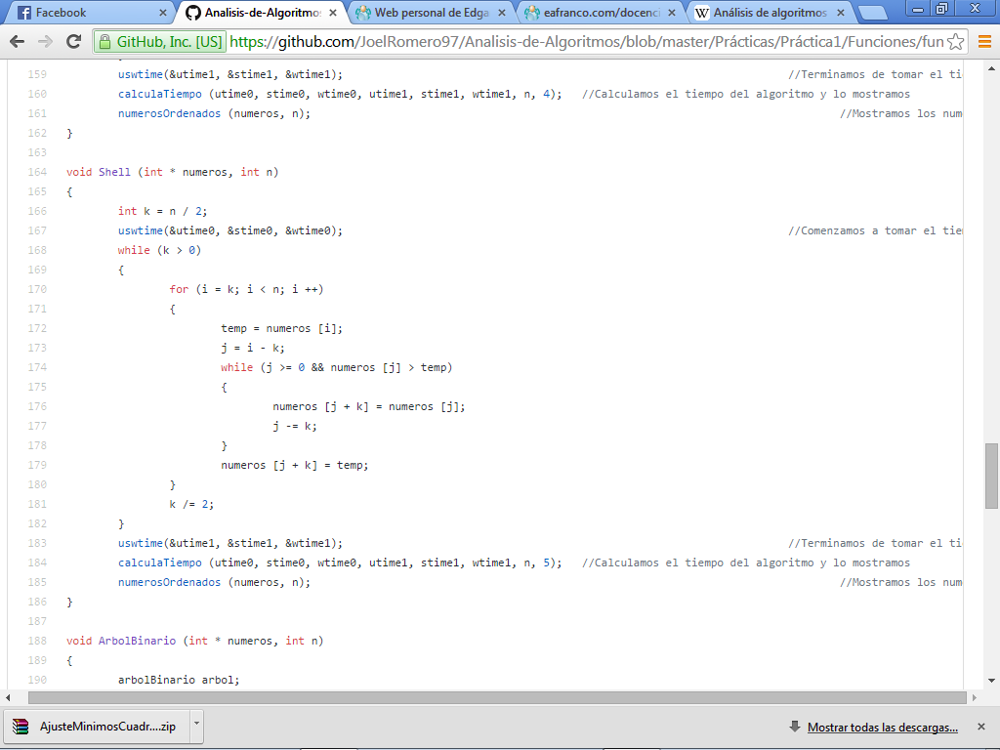 Facebook
Analisis-de-Algoritmos
Web personal de Edga
eafranco.com/docenci
Análisis de algoritmos
GitHub, Inc. [US] https://github.com/JoelRomero97/Analisis-de-Algoritmos/blob/master/Prácticas/Práctica1/Funciones/fun
159 uswtime(&utime1, &stime1, &wtime1); //Terminamos de tomar el tie
160 calculaTiempo (utime0, stime0, wtime0, utime1, stime1, wtime1, n, 4); //Calculamos el tiempo del algoritmo y lo mostramos
161 numerosOrdenados (numeros, n); //Mostramos los num
162 }
163
164 void Shell (int * numeros, int n)
165 {
166 int k = n / 2;
167 uswtime(&utime0, &stime0, &wtime0); //Comenzamos a tomar el tie
168 while (k > 0)
169 {
170 for (i = k; i < n; i ++)
171 {
172 temp = numeros [i];
173 j = i - k;
174 while (j >= 0 && numeros [j] > temp)
175 {
176 numeros [j + k] = numeros [j];
177 j -= k;
178 }
179 numeros [j + k] = temp;
180 }
181 k /= 2;
182 }
183 uswtime(&utime1, &stime1, &wtime1); //Terminamos de tomar el ti
184 calculaTiempo (utime0, stime0, wtime0, utime1, stime1, wtime1, n, 5); //Calculamos el tiempo del algoritmo y lo mostramos
185 numerosOrdenados (numeros, n); //Mostramos los num
186 }
187
188 void ArbolBinario (int * numeros, int n)
189 {
190 arbolBinario arbol;
AjusteMinimosCuadr....zip
Mostrar todas las descargas...